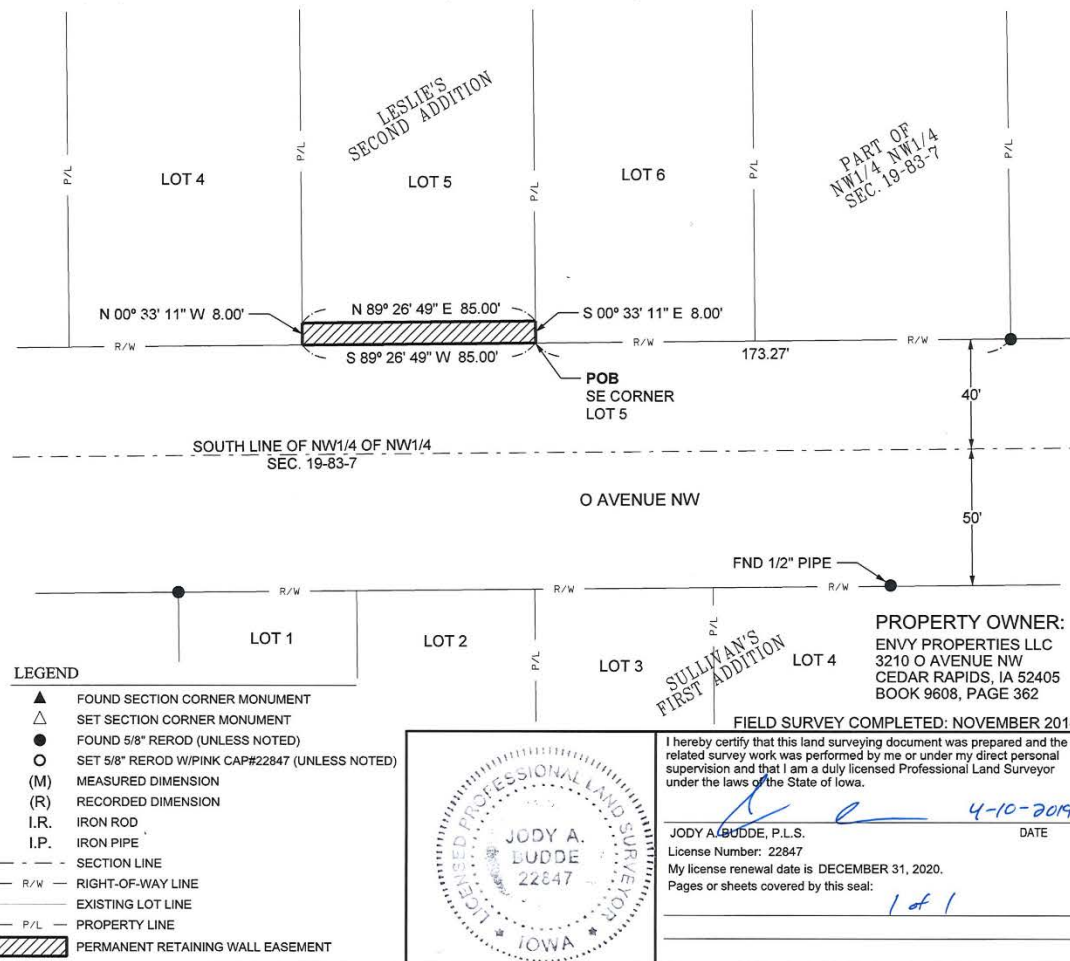 LESLIE'S
SECOND ADDITION
PART OF
NW1/4 NW1/4
SEC. 19-83-7
P/L
P/L
P/L
P/L
P/L
LOT 4
LOT 5
LOT 6
N 00° 33' 11" W 8.00'
N 89° 26' 49" E 85.00'
S 00° 33' 11" E 8.00'
R/W
S 89° 26' 49" W 85.00'
R/W
173.27'
R/W
POB
SE CORNER
LOT 5
40'
SOUTH LINE OF NW1/4 OF NW1/4
SEC. 19-83-7
O AVENUE NW
50'
FND 1/2" PIPE
R/W
R/W
R/W
LOT 1
LOT 2
P/L
LOT 3
P/L
SULLIVAN'S
FIRST ADDITION
LOT 4
PROPERTY OWNER:
ENVY PROPERTIES LLC
3210 O AVENUE NW
CEDAR RAPIDS, IA 52405
BOOK 9608, PAGE 362
LEGEND
FOUND SECTION CORNER MONUMENT
SET SECTION CORNER MONUMENT
FOUND 5/8" REROD (UNLESS NOTED)
SET 5/8" REROD W/PINK CAP#22847 (UNLESS NOTED)
(M) MEASURED DIMENSION
(R) RECORDED DIMENSION
I.R. IRON ROD
I.P. IRON PIPE
SECTION LINE
R/W RIGHT-OF-WAY LINE
EXISTING LOT LINE
P/L PROPERTY LINE
PERMANENT RETAINING WALL EASEMENT
LICENSED PROFESSIONAL LAND SURVEYOR
JODY A.
BUDDE
22847
IOWA
FIELD SURVEY COMPLETED: NOVEMBER 201
I hereby certify that this land surveying document was prepared and the
related survey work was performed by me or under my direct personal
supervision and that I am a duly licensed Professional Land Surveyor
under the laws of the State of Iowa.
4-10-2019
JODY A. BUDDE, P.L.S. DATE
License Number: 22847
My license renewal date is DECEMBER 31, 2020.
Pages or sheets covered by this seal:
1 of 1